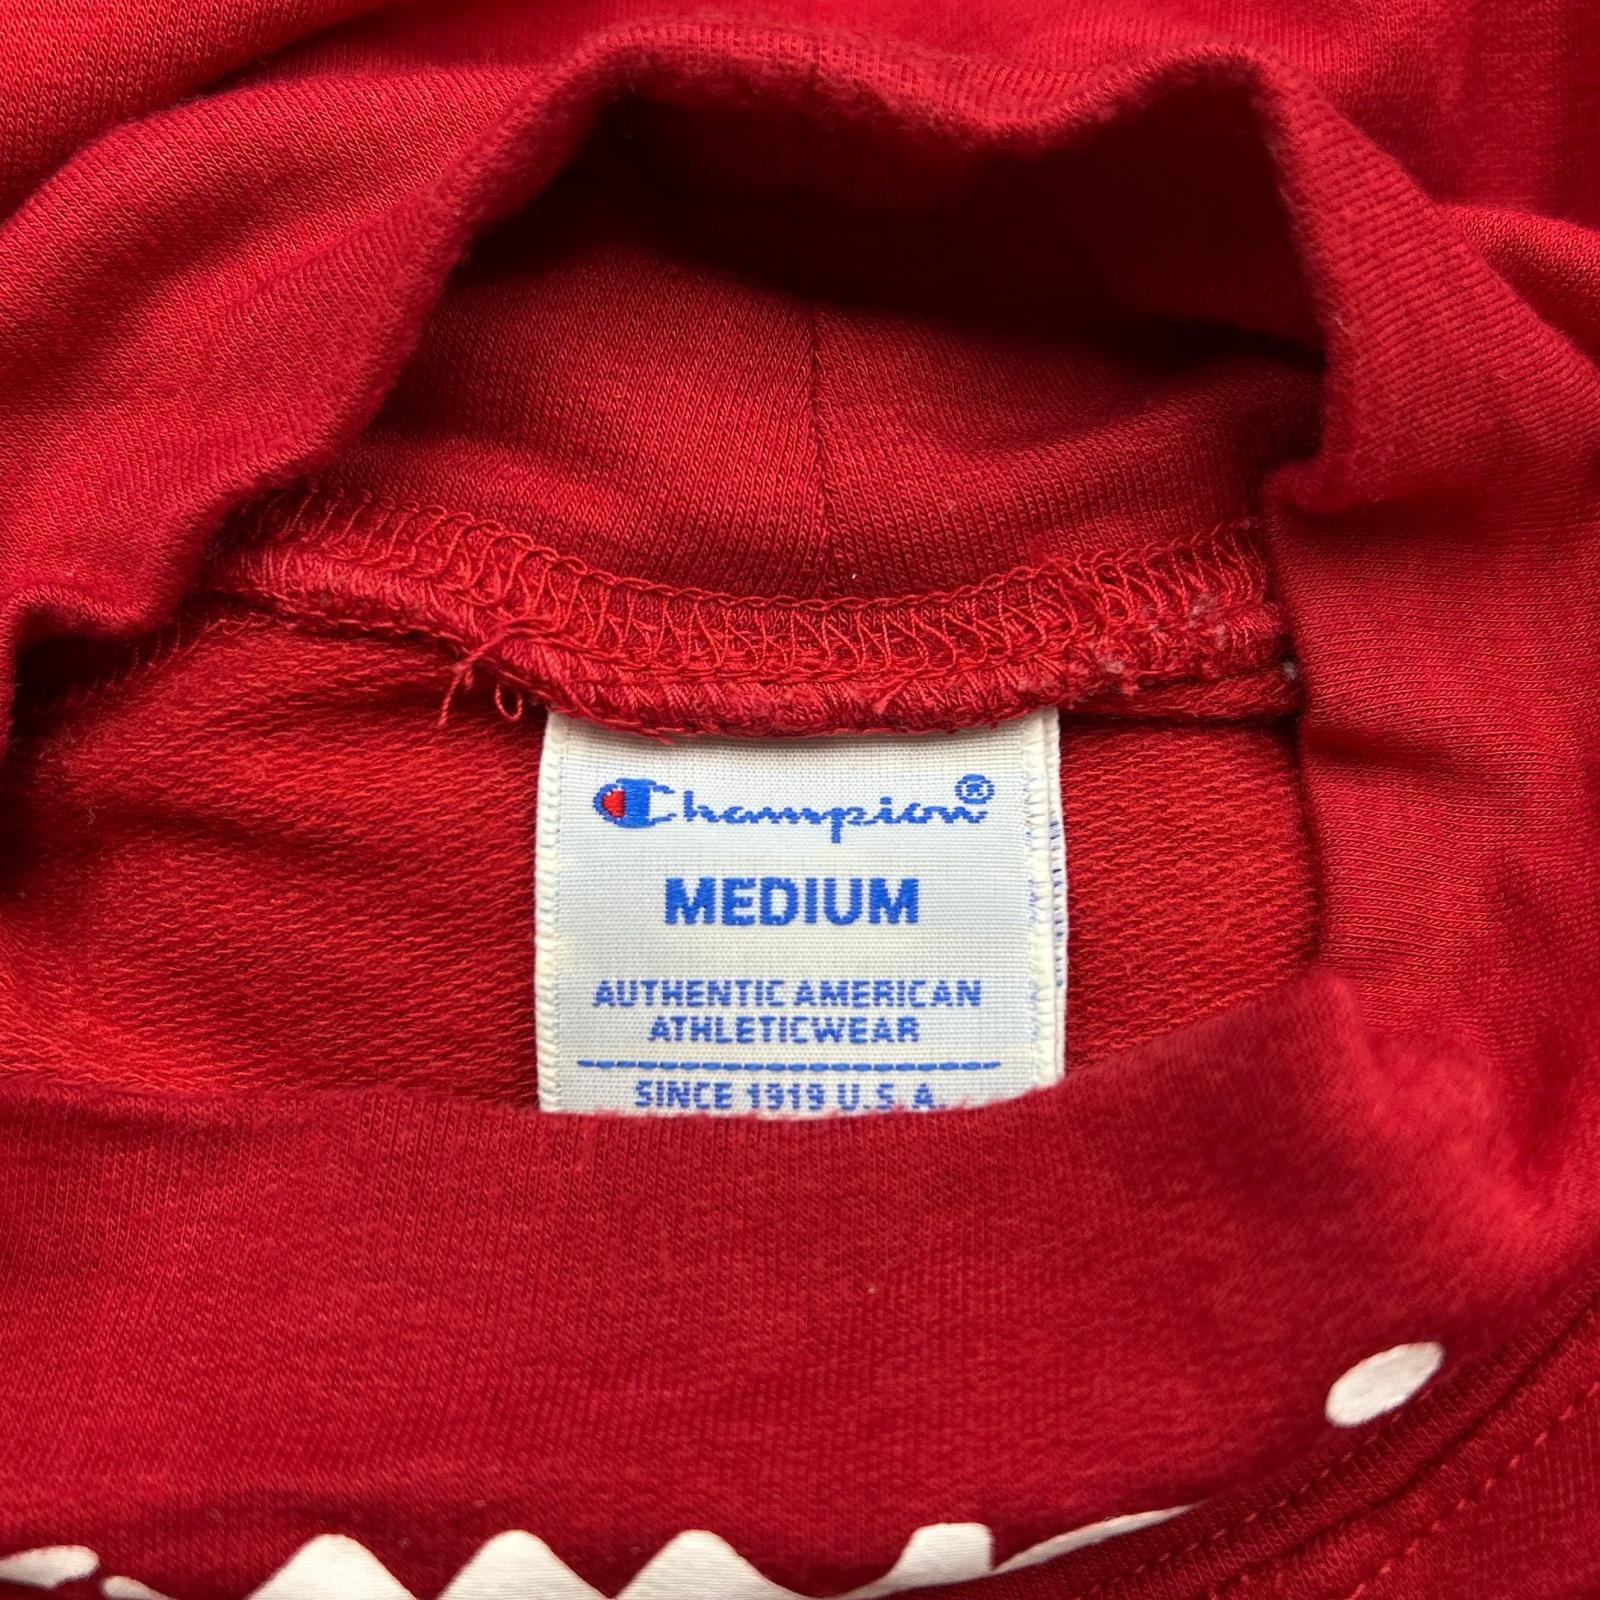 Champion®
MEDIUM
AUTHENTIC AMERICAN
ATHLETICWEAR
SINCE 1919 U.S.A.